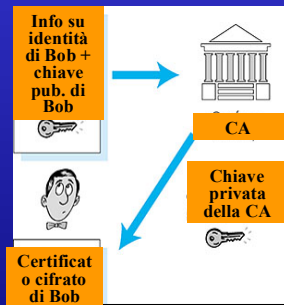 Info su
identità
di Bob +
chiave
pub. di
Bob
CA
Chiave
privata
della CA
Certificat
o cifrato
di Bob